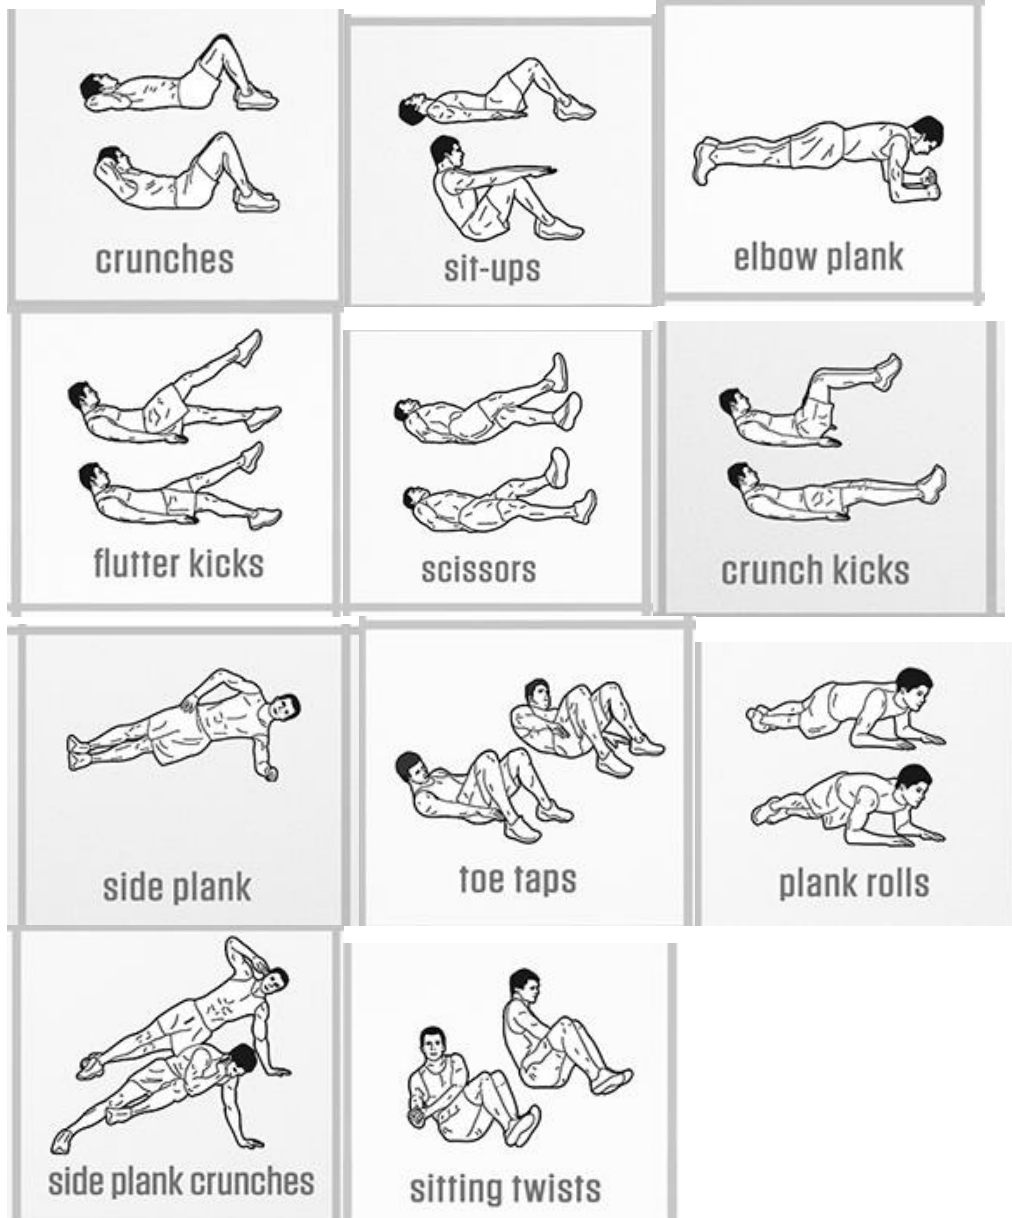 crunches
sit-ups
elbow plank
flutter kicks
scissors
crunch kicks
side plank
toe taps
plank rolls
side plank crunches
sitting twists